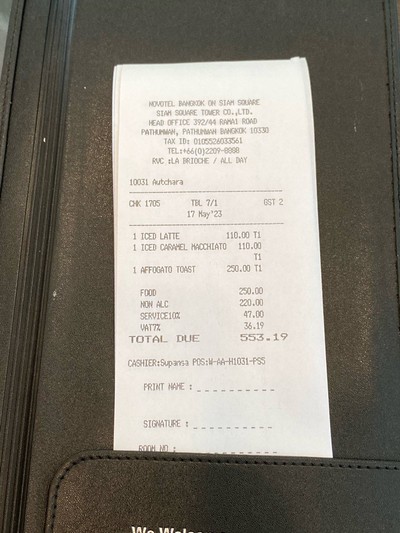 NOVOTEL BANGKOK ON SIAM SQUARE
SIAM SQUARE TOWER CO.,LTD.
HEAD OFFICE 392/44 RAMA1 ROAD
PATHUMWAN, PATHUMWAN BANGKOK 10330
TAX ID: 0105526033561
TEL:+66(0)2209-8888
RVC :LA BRIOCHE / ALL DAY
10031 Autchara
CHK 1705 TBL 7/1 GST 2
17 May'23
1 ICED LATTE 110.00 T1
1 ICED CARAMEL MACCHIATO 110.00
T1
1 AFFOGATO TOAST 250.00 T1
FOOD 250.00
NON ALC 220.00
SERVICE10% 47.00
VAT7% 36.19
TOTAL DUE 553.19
CASHIER:Supansa POS:W-AA-H1031-PS5
PRINT NAME :
SIGNATURE :
ROOM NO :
We